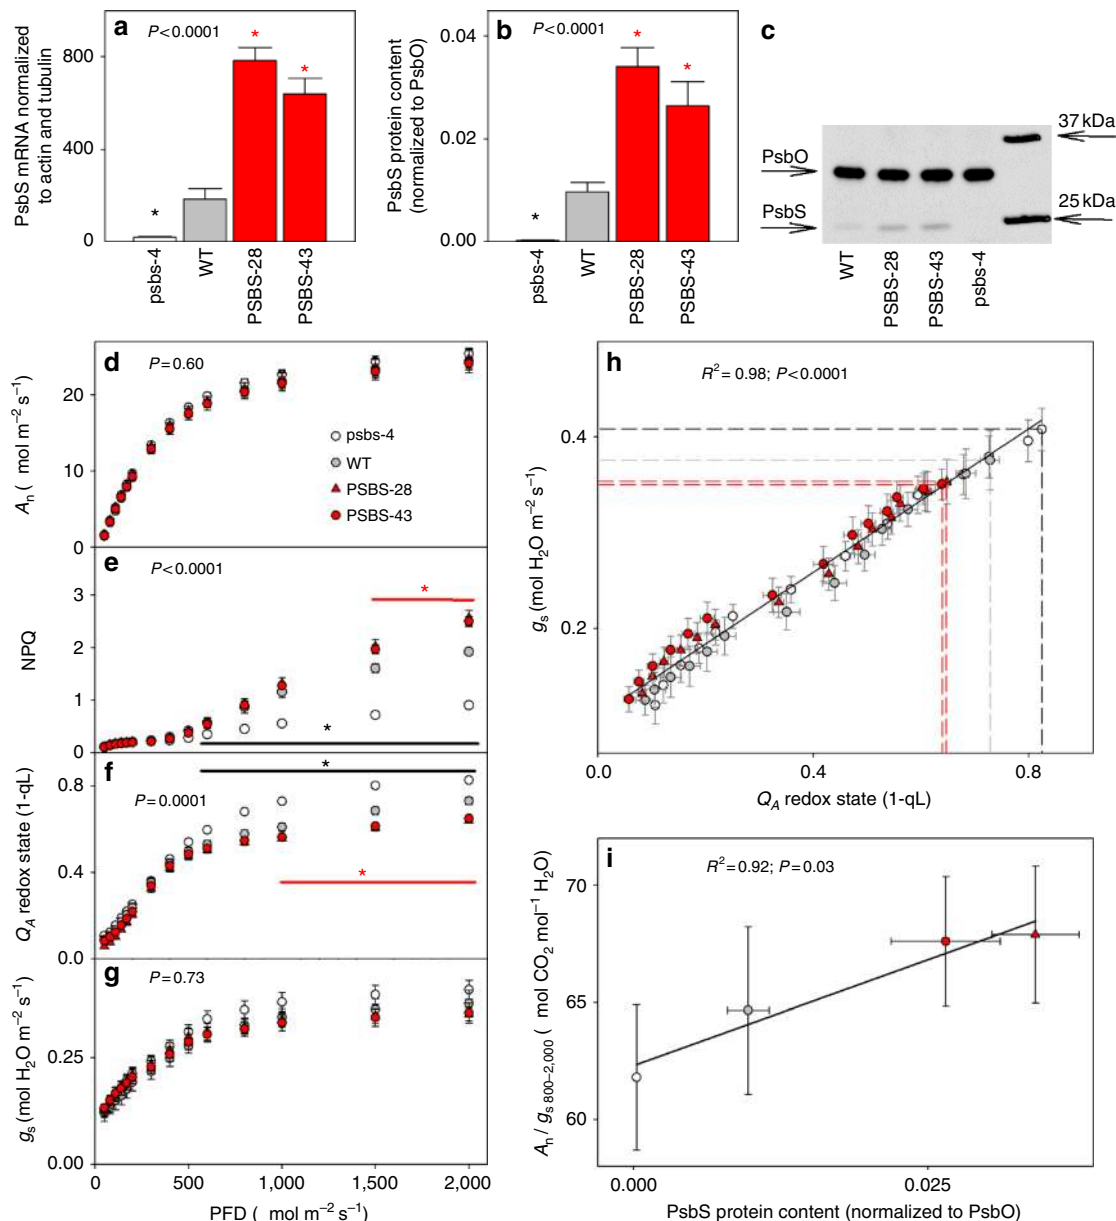 a
P<0.0001
*
*
*
800
400
0
PsbS mRNA normalized
to actin and tubulin
psbs-4
WT
PSBS-28
PSBS-43
b
P<0.0001
*
*
*
0.04
0.02
0.00
PsbS protein content
(normalized to PsbO)
psbs-4
WT
PSBS-28
PSBS-43
c
37 kDa
PsbO
25 kDa
PsbS
WT
PSBS-28
PSBS-43
psbs-4
d
P=0.60
20
10
0
An ( mol m−2 s−1)
psbs-4
WT
PSBS-28
PSBS-43
e
P<0.0001
*
*
3
2
1
0
NPQ
f
*
P=0.0001
*
0.8
0.4
0.0
QA redox state (1-qL)
g
P=0.73
0.25
0.00
gs (mol H2O m−2 s−1)
0
500
1,000
1,500
2,000
PFD ( mol m−2 s−1)
h
R2=0.98; P<0.0001
0.4
0.2
gs (mol H2O m−2 s−1)
0.0
0.4
0.8
QA redox state (1-qL)
i
R2=0.92; P=0.03
70
65
60
An / gs 800–2,000 ( mol CO2 mol−1 H2O)
0.000
0.025
PsbS protein content (normalized to PsbO)